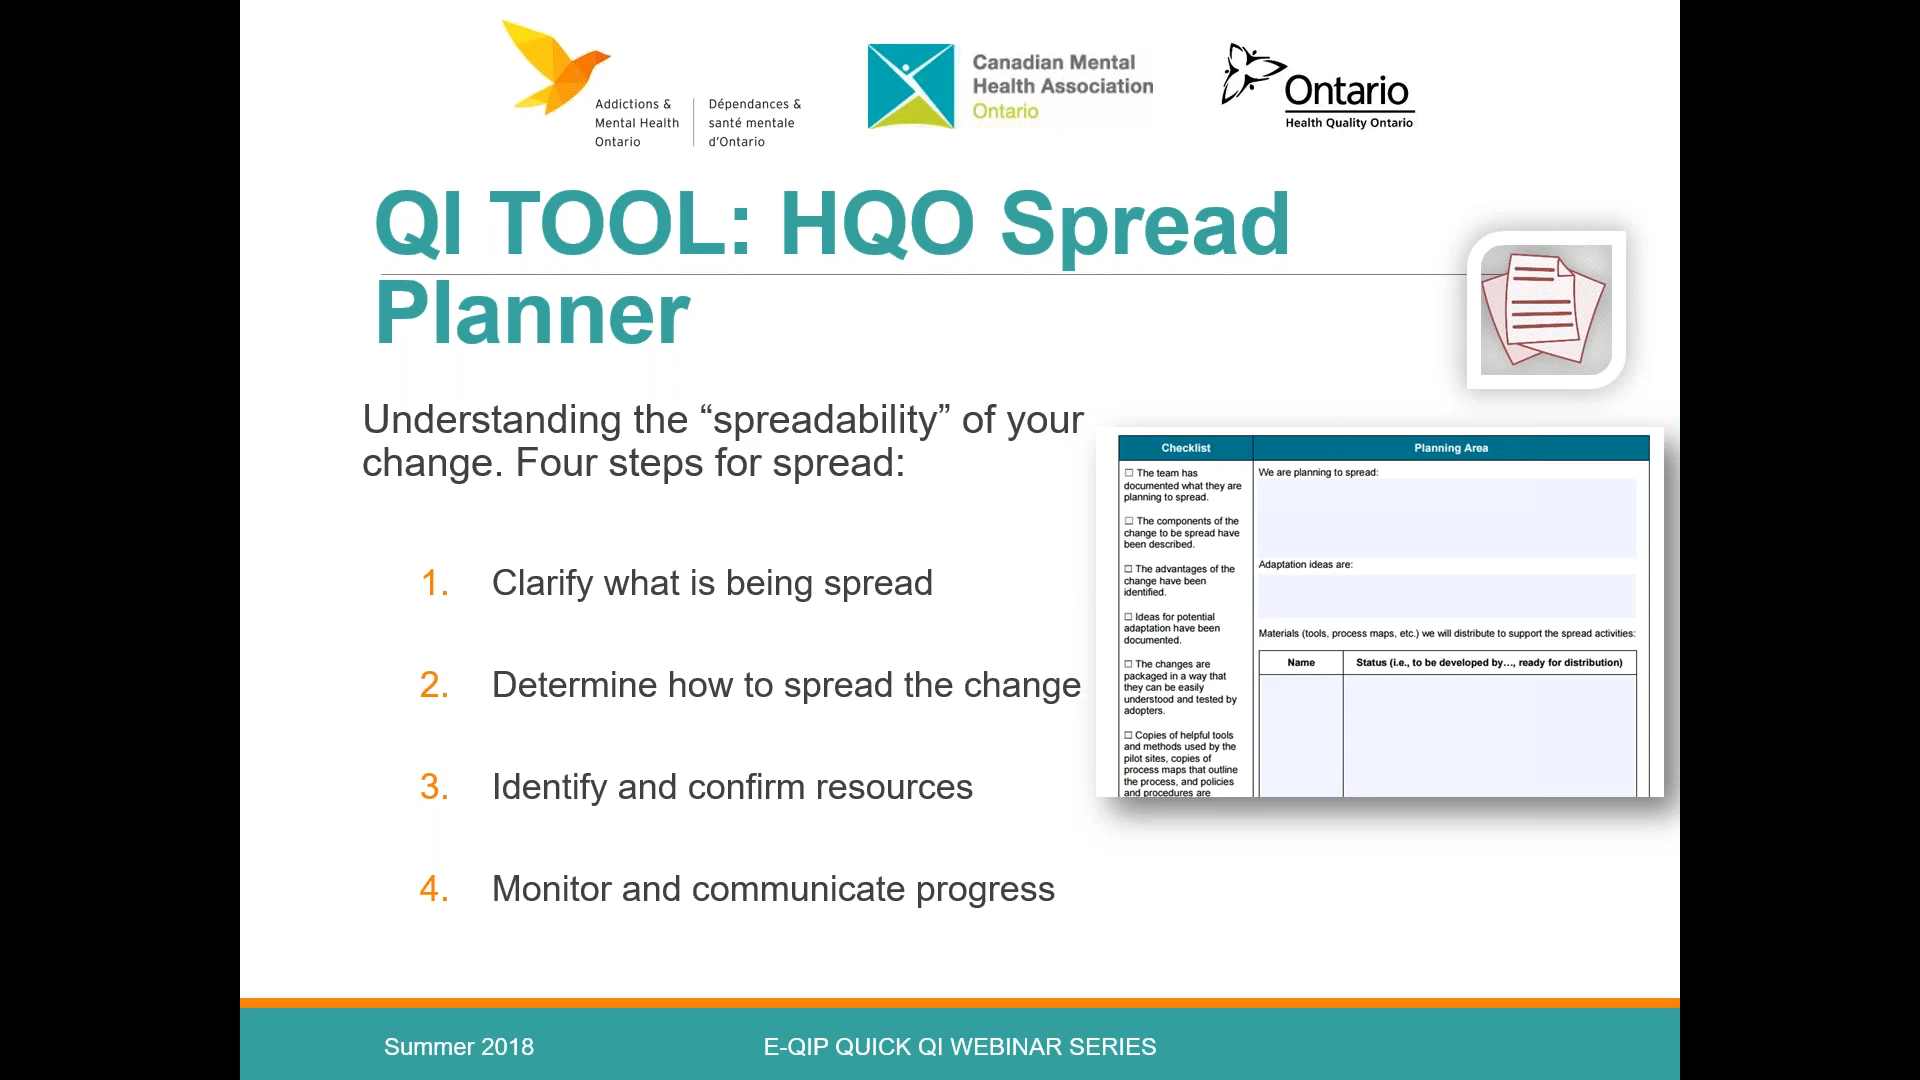 Addictions &
Mental Health
Ontario
Dépendances &
santé mentale
d'Ontario
Canadian Mental
Health Association
Ontario
Ontario
Health Quality Ontario
QI TOOL: HQO Spread
Planner
Understanding the “spreadability” of your
change. Four steps for spread:
1. Clarify what is being spread
2. Determine how to spread the change
3. Identify and confirm resources
4. Monitor and communicate progress
Checklist
☐ The team has
documented what they are
planning to spread.
☐ The components of the
change to be spread have
been described.
☐ The advantages of the
change have been
identified.
☐ Ideas for potential
adaptation have been
documented.
☐ The changes are
packaged in a way that
they can be easily
understood and tested by
adopters.
☐ Copies of helpful tools
and methods used by the
pilot sites, copies of
process maps that outline
the process, and policies
and procedures are
Planning Area
We are planning to spread:
Adaptation ideas are:
Materials (tools, process maps, etc.) we will distribute to support the spread activities:
Name
Status (i.e., to be developed by…, ready for distribution)
Summer 2018
E-QIP QUICK QI WEBINAR SERIES